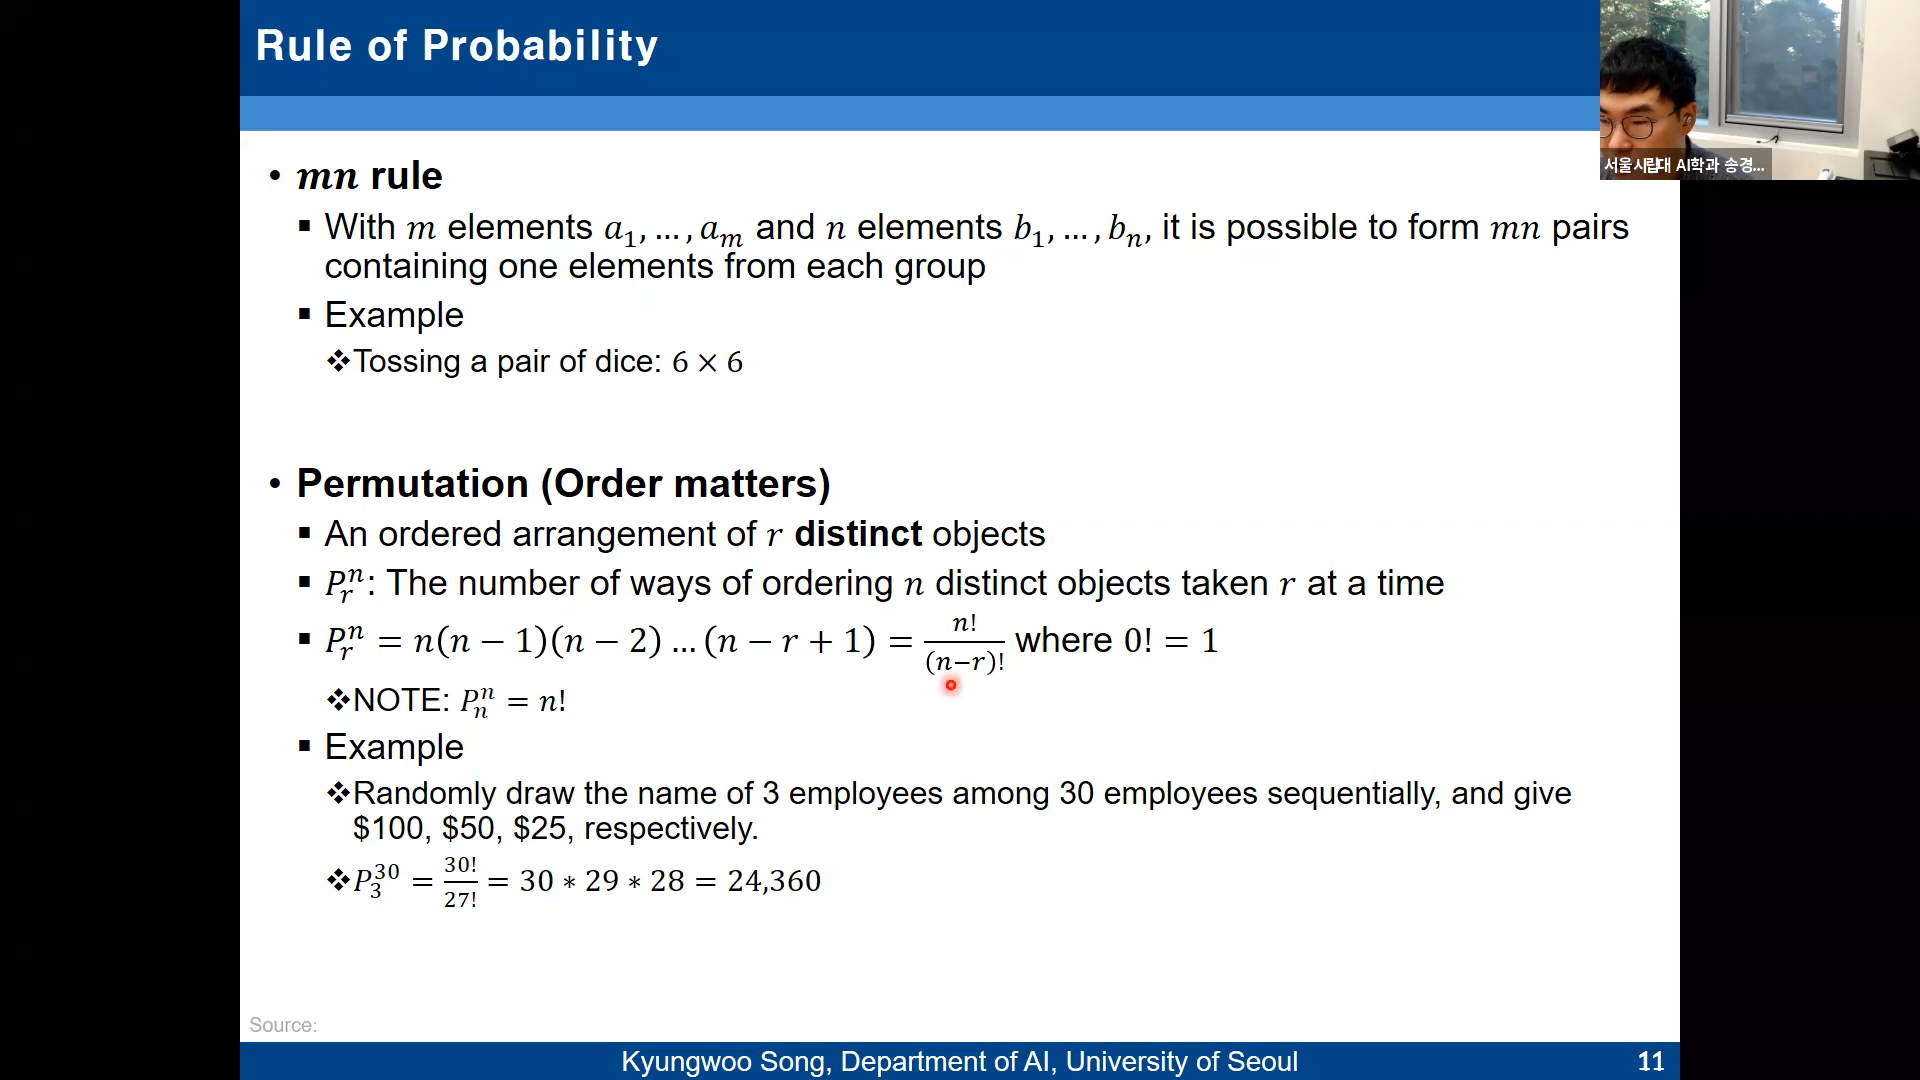 Rule of Probability
서울시립대 AI학과 송경...
• mn rule
▪ With m elements a₁, … , aₘ and n elements b₁, … , bₙ, it is possible to form mn pairs
containing one elements from each group
▪ Example
❖Tossing a pair of dice: 6 × 6
• Permutation (Order matters)
▪ An ordered arrangement of r distinct objects
▪ Pᵣⁿ: The number of ways of ordering n distinct objects taken r at a time
▪ Pᵣⁿ = n(n − 1)(n − 2) … (n − r + 1) = n!/(n−r)! where 0! = 1
❖NOTE: Pₙⁿ = n!
▪ Example
❖Randomly draw the name of 3 employees among 30 employees sequentially, and give
$100, $50, $25, respectively.
❖P₃³⁰ = 30!/27! = 30 ∗ 29 ∗ 28 = 24,360
Source:
Kyungwoo Song, Department of AI, University of Seoul
11